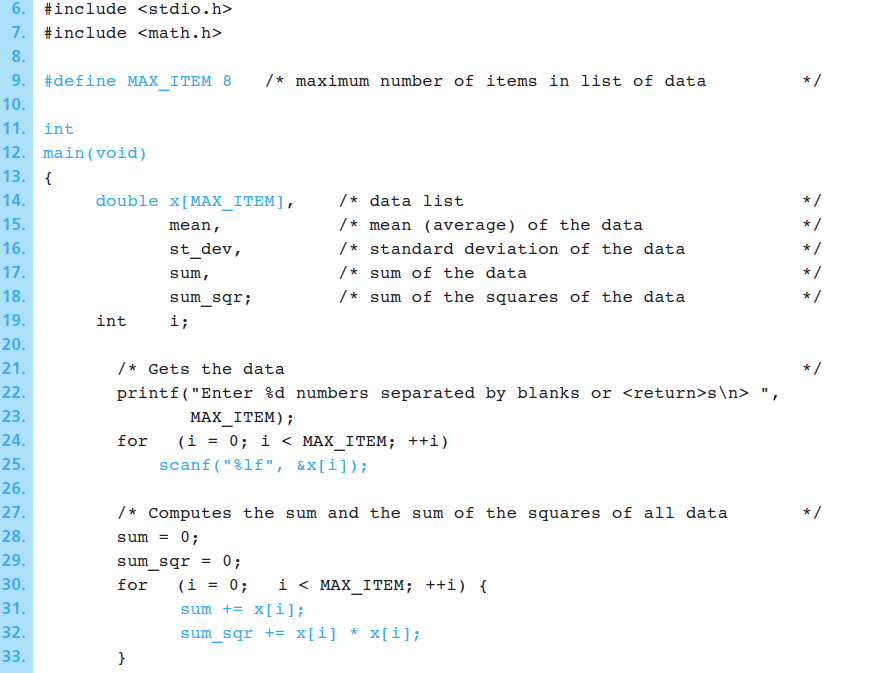 6. #include <stdio.h>
7. #include <math.h>
8.
9. #define MAX_ITEM 8   /* maximum number of items in list of data         */
10.
11. int
12. main(void)
13. {
14.      double x[MAX_ITEM],    /* data list                                */
15.             mean,           /* mean (average) of the data               */
16.             st_dev,         /* standard deviation of the data           */
17.             sum,            /* sum of the data                          */
18.             sum_sqr;        /* sum of the squares of the data           */
19.      int    i;
20.
21.        /* Gets the data                                                 */
22.        printf("Enter %d numbers separated by blanks or <return>s\n> ",
23.               MAX_ITEM);
24.        for  (i = 0; i < MAX_ITEM; ++i)
25.            scanf("%lf", &x[i]);
26.
27.        /* Computes the sum and the sum of the squares of all data       */
28.        sum = 0;
29.        sum_sqr = 0;
30.        for  (i = 0;  i < MAX_ITEM; ++i) {
31.              sum += x[i];
32.              sum_sqr += x[i] * x[i];
33.        }